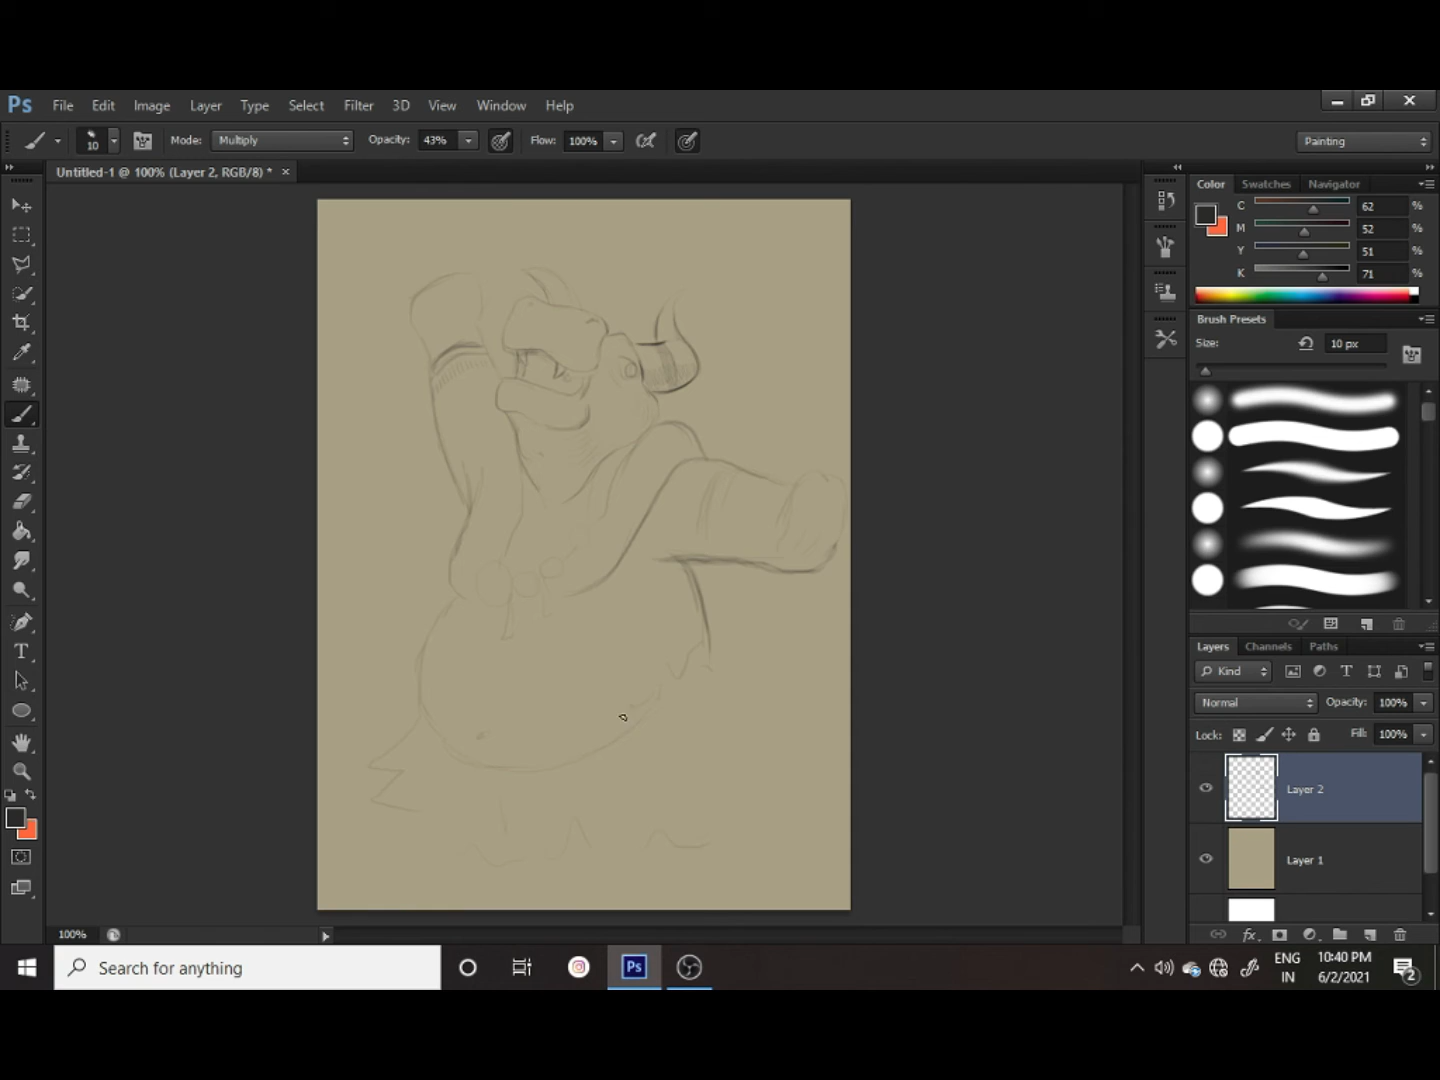 Ps File Edit Image Layer Type Select Filter 3D View Window Help
10 Mode: Multiply Opacity: 43% Flow: 100% Painting
Untitled-1 @ 100% (Layer 2, RGB/8) * ×
Color Swatches Navigator
C 62 %
M 52 %
Y 51 %
K 71 %
Brush Presets
Size: 10 px
Layers Channels Paths
Kind
Normal Opacity: 100%
Lock: Fill: 100%
Layer 2
Layer 1
100%
Search for anything
Ps
ENG
IN
10:40 PM
6/2/2021
2